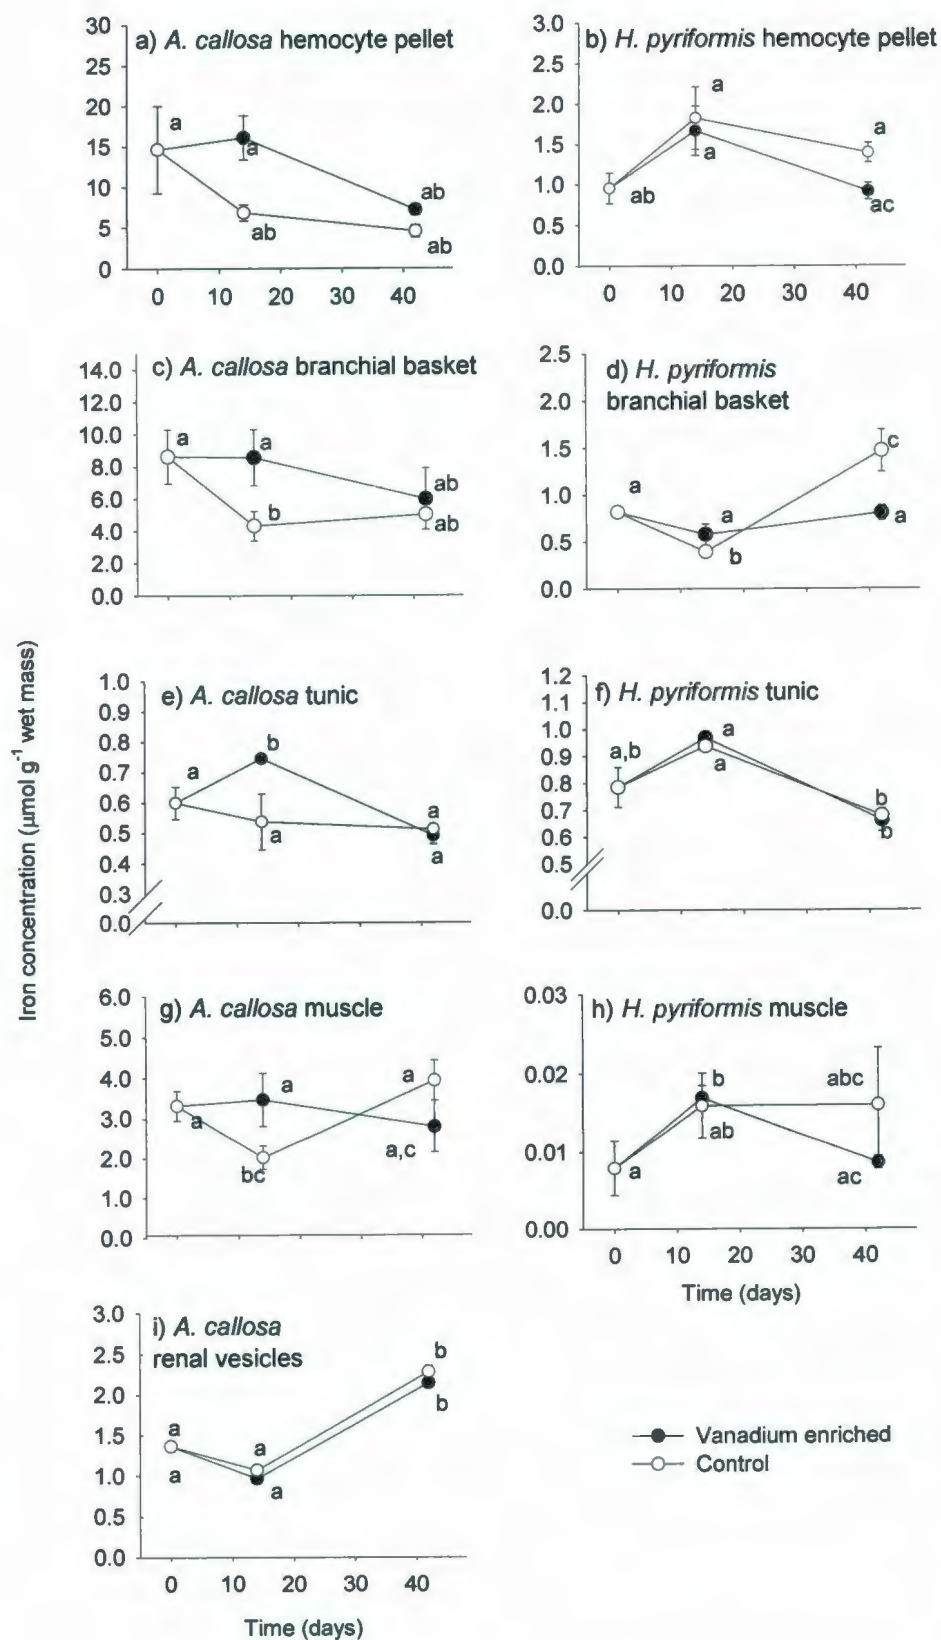 Iron concentration (µmol g⁻¹ wet mass)
a) A. callosa hemocyte pellet
30
25
20
15
10
5
0
a
a
ab
ab
ab
0 10 20 30 40
b) H. pyriformis hemocyte pellet
3.0
2.5
2.0
1.5
1.0
0.5
0.0
ab
a
a
a
ac
0 10 20 30 40
c) A. callosa branchial basket
14.0
12.0
10.0
8.0
6.0
4.0
2.0
0.0
a
a
b
ab
ab
d) H. pyriformis
branchial basket
2.5
2.0
1.5
1.0
0.5
0.0
a
a
b
c
a
e) A. callosa tunic
1.0
0.9
0.8
0.7
0.6
0.5
0.4
0.3
0.0
a
b
a
a
a
f) H. pyriformis tunic
1.2
1.1
1.0
0.9
0.8
0.7
0.6
0.5
0.0
a,b
a
a
b
b
g) A. callosa muscle
6.0
5.0
4.0
3.0
2.0
1.0
0.0
a
a
bc
a
a,c
h) H. pyriformis muscle
0.03
0.02
0.01
0.00
a
b
ab
abc
ac
0 10 20 30 40
Time (days)
i) A. callosa
renal vesicles
3.0
2.5
2.0
1.5
1.0
0.5
0.0
a
a
a
a
b
b
0 10 20 30 40
Time (days)
Vanadium enriched
Control